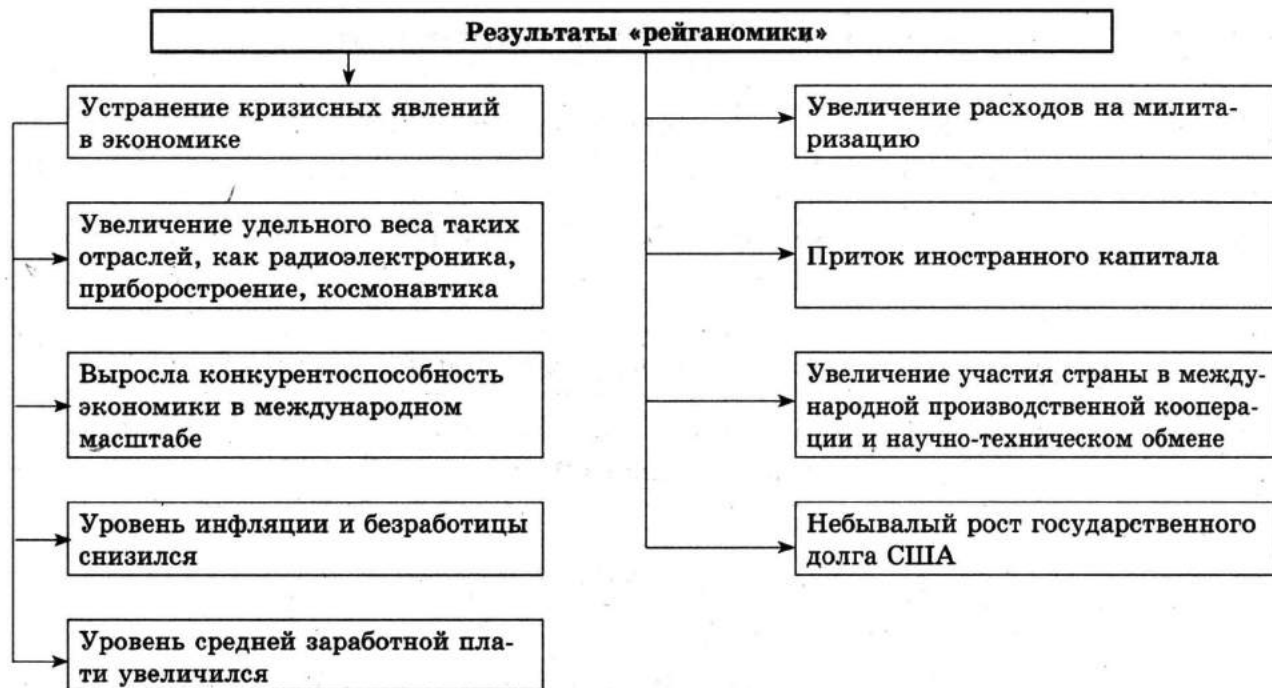 Результаты «рейганомики»
Устранение кризисных явлений
в экономике
Увеличение удельного веса таких
отраслей, как радиоэлектроника,
приборостроение, космонавтика
Выросла конкурентоспособность
экономики в международном
масштабе
Уровень инфляции и безработицы
снизился
Уровень средней заработной пла-
ти увеличился
Увеличение расходов на милита-
ризацию
Приток иностранного капитала
Увеличение участия страны в между-
народной производственной коопера-
ции и научно-техническом обмене
Небывалый рост государственного
долга США